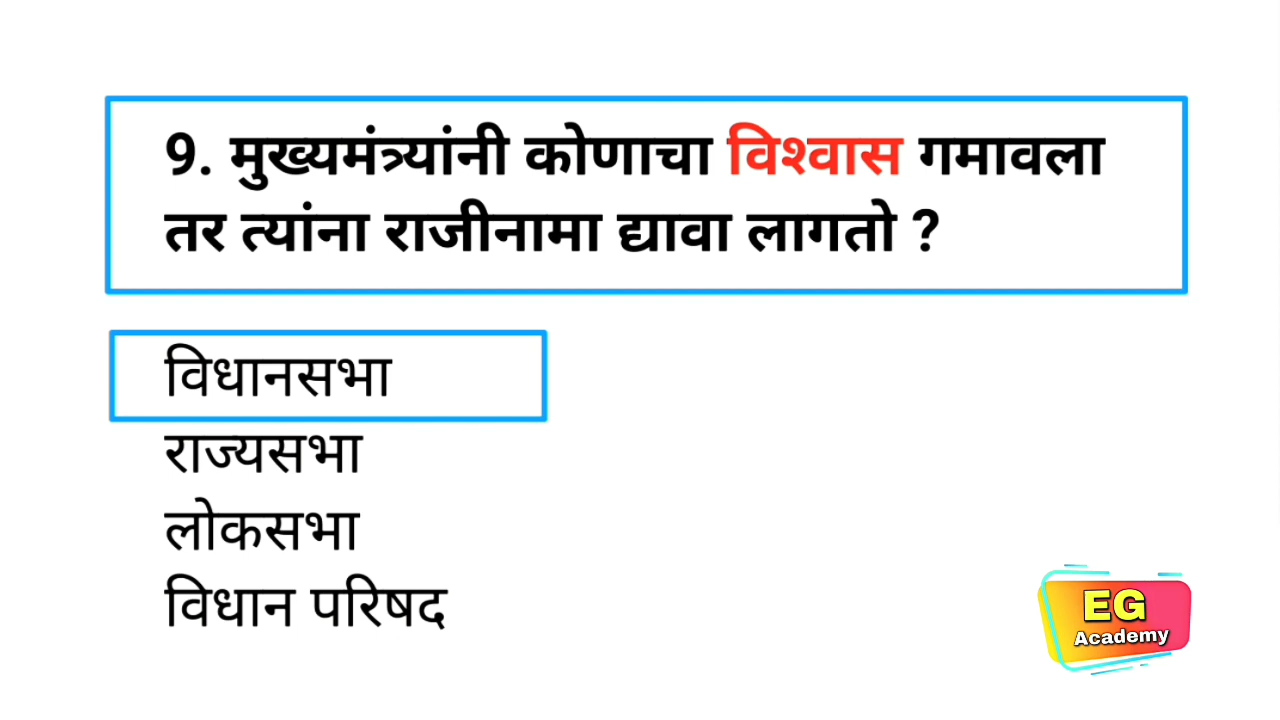 9. मुख्यमंत्र्यांनी कोणाचा विश्वास गमावला
तर त्यांना राजीनामा द्यावा लागतो ?
विधानसभा
राज्यसभा
लोकसभा
विधान परिषद
EG
Academy